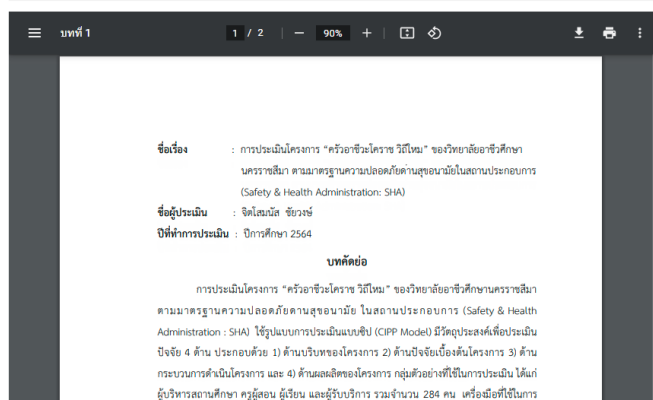 บทที่ 1
1 / 2
90%
ชื่อเรื่อง : การประเมินโครงการ “ครัวอาชีวะโคราช วิถีใหม่” ของวิทยาลัยอาชีวศึกษา
นครราชสีมา ตามมาตรฐานความปลอดภัยด้านสุขอนามัยในสถานประกอบการ
(Safety & Health Administration: SHA)
ชื่อผู้ประเมิน : จิตโสมนัส ชัยวงษ์
ปีที่ทำการประเมิน : ปีการศึกษา 2564
บทคัดย่อ
การประเมินโครงการ “ครัวอาชีวะโคราช วิถีใหม่” ของวิทยาลัยอาชีวศึกษานครราชสีมา
ตามมาตรฐานความปลอดภัยด้านสุขอนามัย ในสถานประกอบการ (Safety & Health
Administration : SHA) ใช้รูปแบบการประเมินแบบซิป (CIPP Model) มีวัตถุประสงค์เพื่อประเมิน
ปัจจัย 4 ด้าน ประกอบด้วย 1) ด้านบริบทของโครงการ 2) ด้านปัจจัยเบื้องต้นโครงการ 3) ด้าน
กระบวนการดำเนินโครงการ และ 4) ด้านผลผลิตของโครงการ กลุ่มตัวอย่างที่ใช้ในการประเมิน ได้แก่
ผู้บริหารสถานศึกษา ครูผู้สอน ผู้เรียน และผู้รับบริการ รวมจำนวน 284 คน เครื่องมือที่ใช้ในการ